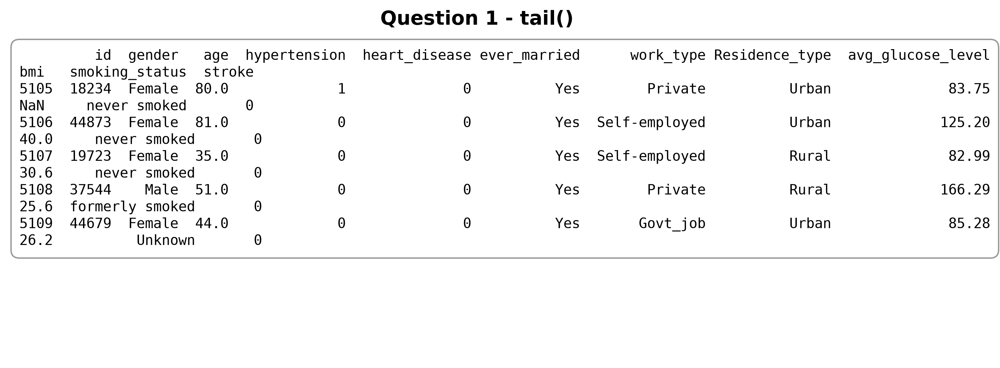 Question 1 - tail()
         id  gender   age  hypertension  heart_disease ever_married      work_type Residence_type  avg_glucose_level
bmi   smoking_status  stroke
5105  18234  Female  80.0             1              0          Yes        Private          Urban              83.75
NaN     never smoked       0
5106  44873  Female  81.0             0              0          Yes  Self-employed          Urban             125.20
40.0     never smoked       0
5107  19723  Female  35.0             0              0          Yes  Self-employed          Rural              82.99
30.6     never smoked       0
5108  37544    Male  51.0             0              0          Yes        Private          Rural             166.29
25.6  formerly smoked       0
5109  44679  Female  44.0             0              0          Yes       Govt_job          Urban              85.28
26.2          Unknown       0